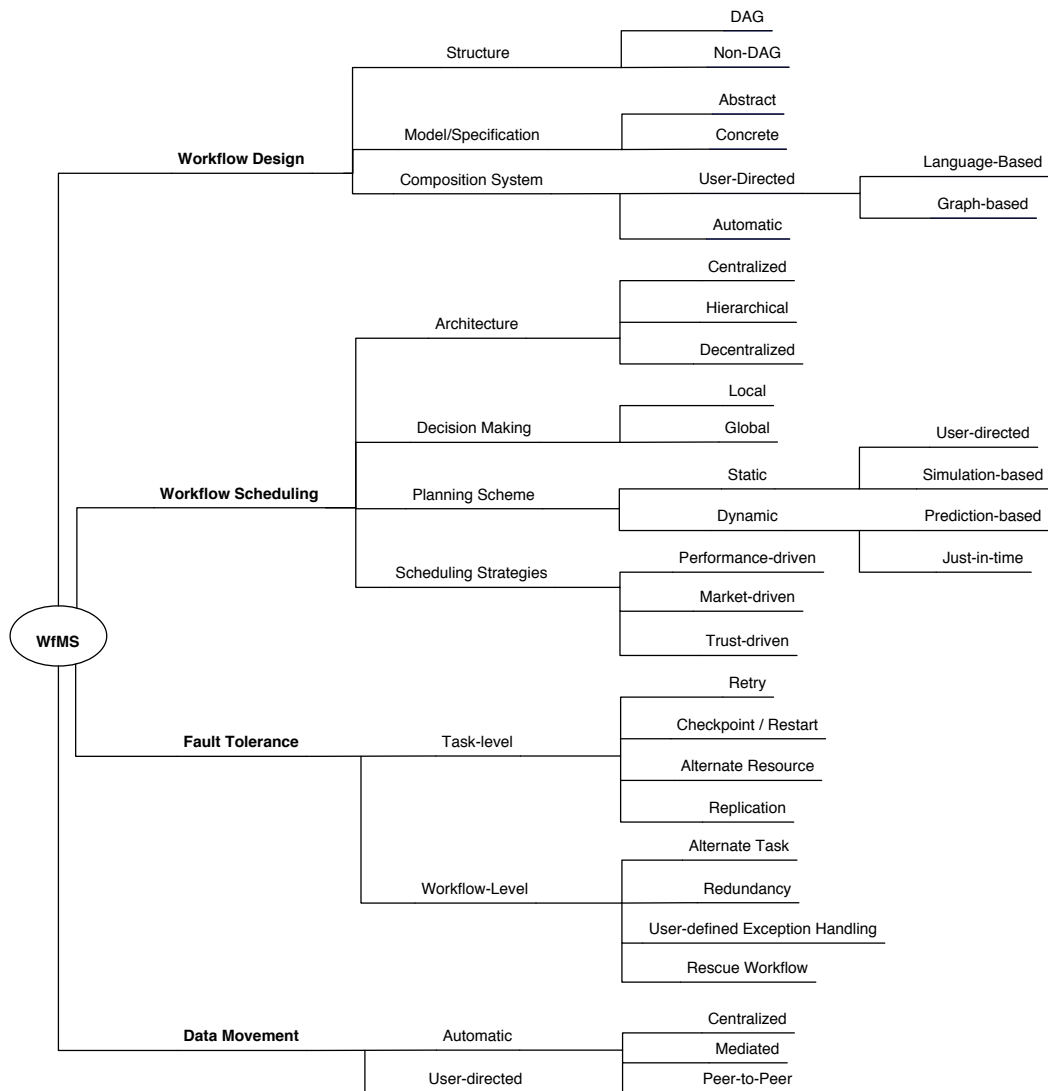 DAG
Structure
Non-DAG
Abstract
Model/Specification
Concrete
Workflow Design
Composition System
User-Directed
Language-Based
Graph-based
Automatic
Centralized
Hierarchical
Architecture
Decentralized
Local
Decision Making
Global
User-directed
Workflow Scheduling
Planning Scheme
Static
Simulation-based
Dynamic
Prediction-based
Just-in-time
Scheduling Strategies
Performance-driven
Market-driven
Trust-driven
WfMS
Retry
Fault Tolerance
Task-level
Checkpoint / Restart
Alternate Resource
Replication
Alternate Task
Workflow-Level
Redundancy
User-defined Exception Handling
Rescue Workflow
Data Movement
Automatic
Centralized
Mediated
User-directed
Peer-to-Peer